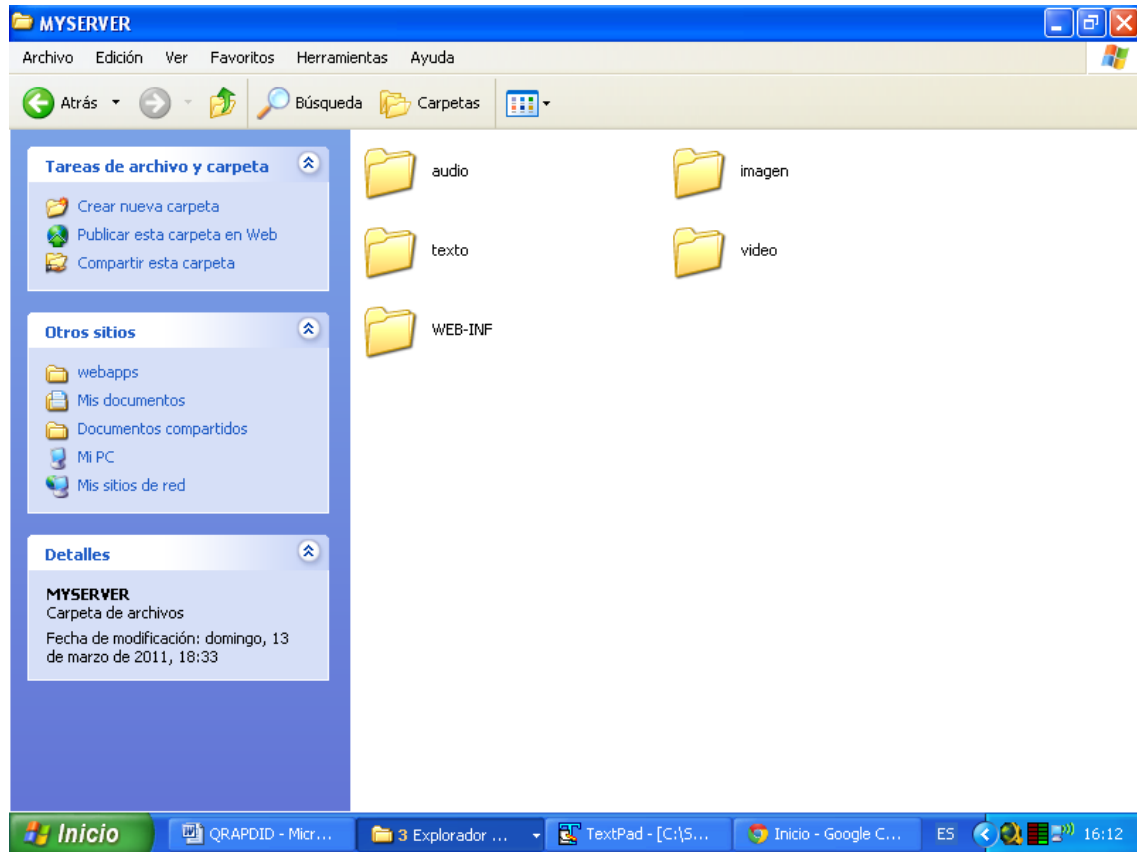 MYSERVER
Archivo Edición Ver Favoritos Herramientas Ayuda
Atrás Búsqueda Carpetas
Tareas de archivo y carpeta
Crear nueva carpeta
Publicar esta carpeta en Web
Compartir esta carpeta
Otros sitios
webapps
Mis documentos
Documentos compartidos
Mi PC
Mis sitios de red
Detalles
MYSERVER
Carpeta de archivos
Fecha de modificación: domingo, 13
de marzo de 2011, 18:33
audio imagen
texto video
WEB-INF
Inicio QRAPDID - Micr... 3 Explorador ... TextPad - [C:\S... Inicio - Google C... ES 16:12